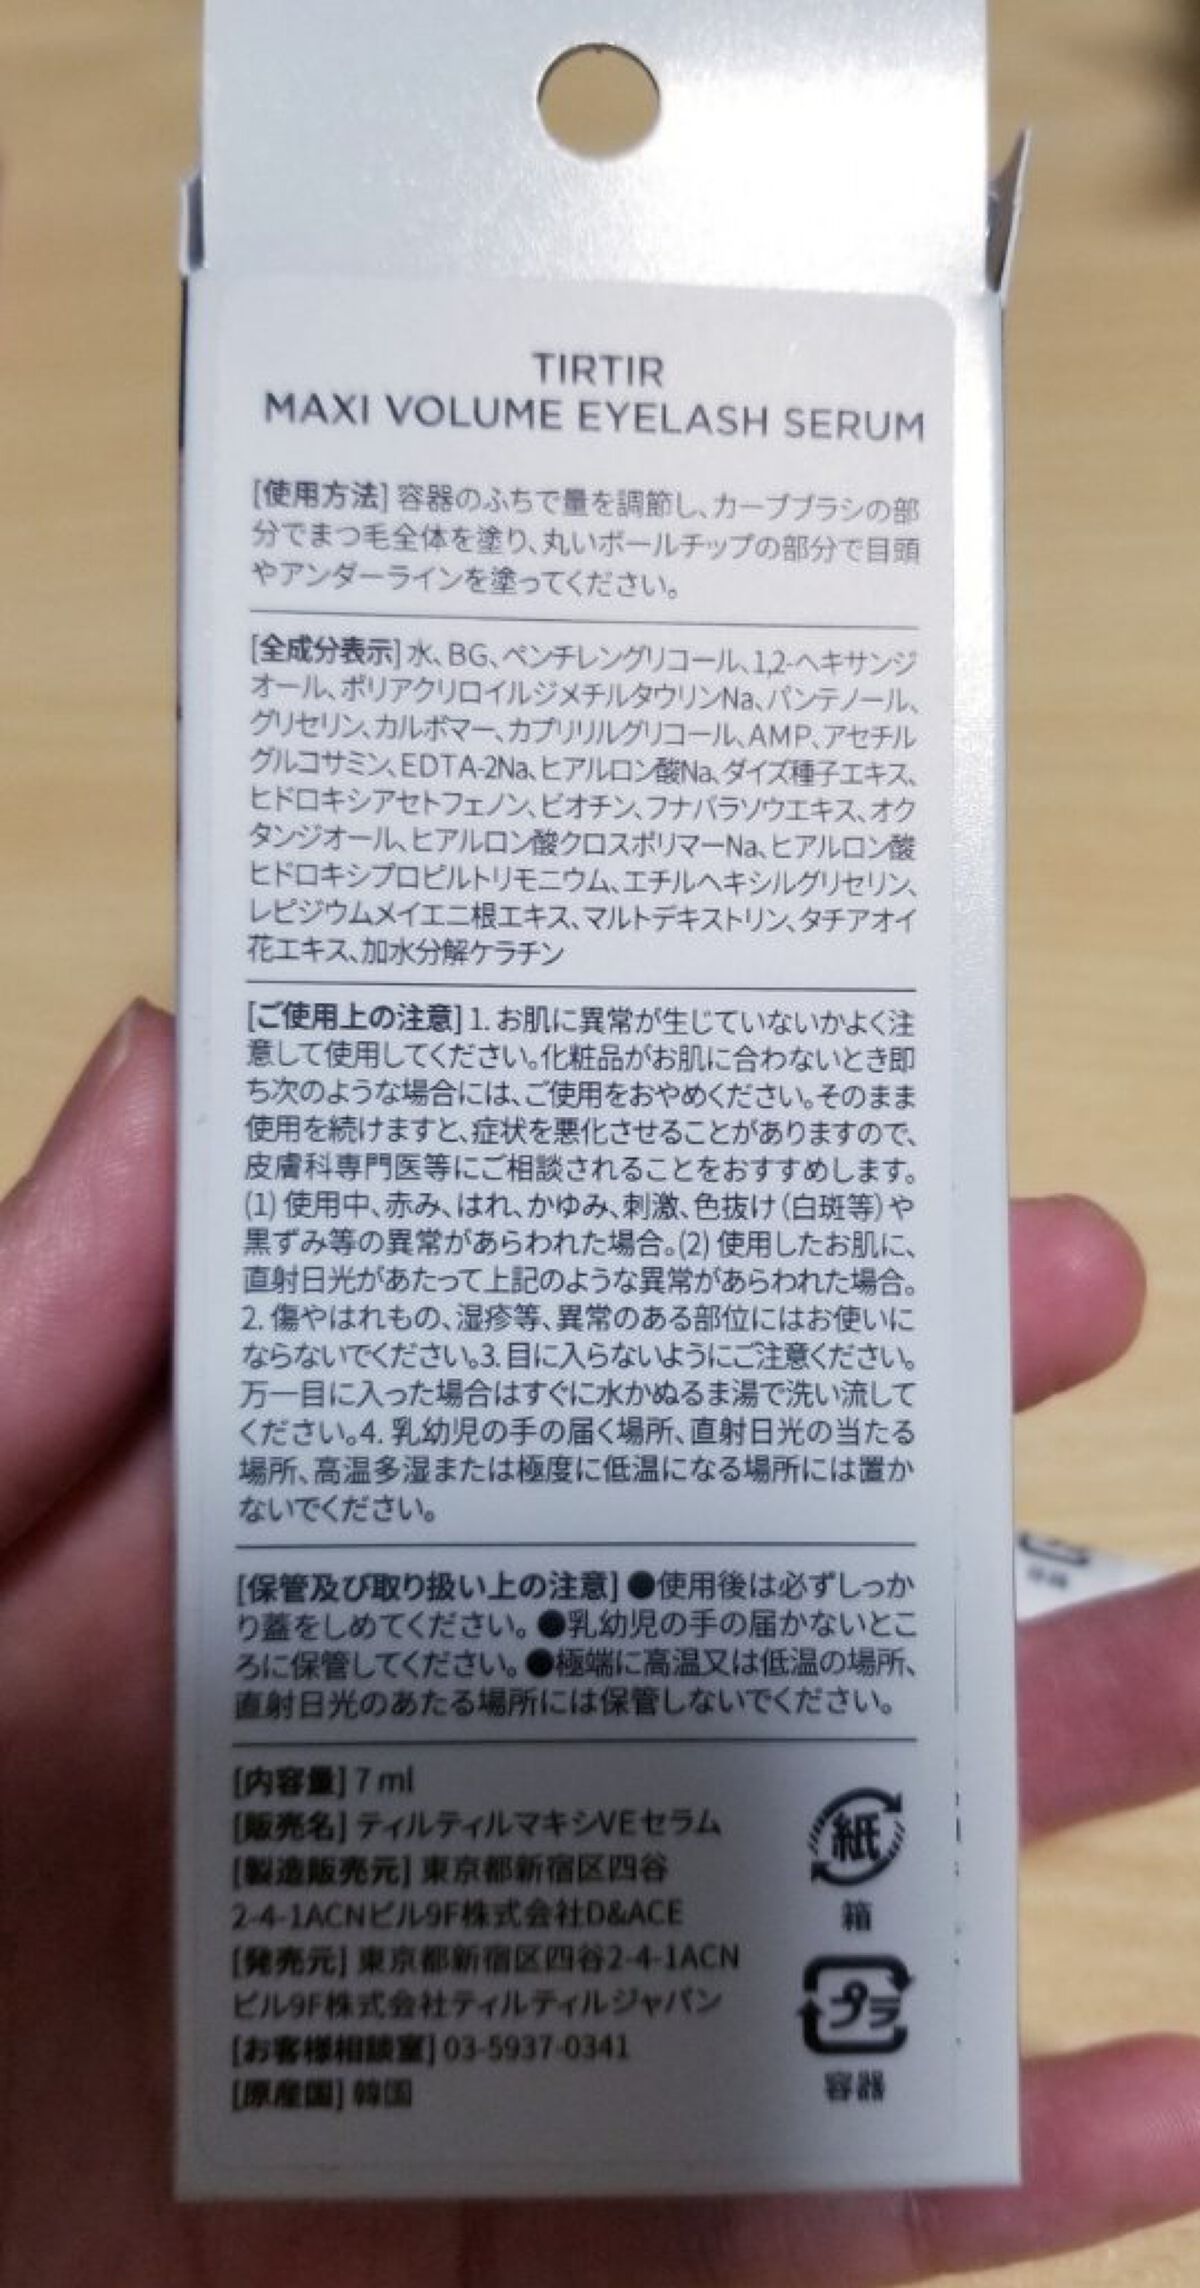 TIRTIR
MAXI VOLUME EYELASH SERUM
[使用方法] 容器のふちで量を調節し、カーブブラシの部
分でまつ毛全体を塗り、丸いボールチップの部分で目頭
やアンダーラインを塗ってください。
[全成分表示] 水、BG、ペンチレングリコール、1,2-ヘキサンジ
オール、ポリアクリロイルジメチルタウリンNa、パンテノール、
グリセリン、カルボマー、カプリリルグリコール、AMP、アセチル
グルコサミン、EDTA-2Na、ヒアルロン酸Na、ダイズ種子エキス、
ヒドロキシアセトフェノン、ビオチン、フナバラソウエキス、オク
タンジオール、ヒアルロン酸クロスポリマーNa、ヒアルロン酸
ヒドロキシプロピルトリモニウム、エチルヘキシルグリセリン、
レピジウムメイエニ根エキス、マルトデキストリン、タチアオイ
花エキス、加水分解ケラチン
[ご使用上の注意] 1. お肌に異常が生じていないかよく注
意して使用してください。化粧品がお肌に合わないとき即
ち次のような場合には、ご使用をおやめください。そのまま
使用を続けますと、症状を悪化させることがありますので、
皮膚科専門医等にご相談されることをおすすめします。
(1) 使用中、赤み、はれ、かゆみ、刺激、色抜け(白斑等)や
黒ずみ等の異常があらわれた場合。(2) 使用したお肌に、
直射日光があたって上記のような異常があらわれた場合。
2. 傷やはれもの、湿疹等、異常のある部位にはお使いに
ならないでください。3. 目に入らないようにご注意ください。
万一目に入った場合はすぐに水かぬるま湯で洗い流して
ください。4. 乳幼児の手の届く場所、直射日光の当たる
場所、高温多湿または極度に低温になる場所には置か
ないでください。
[保管及び取り扱い上の注意] ●使用後は必ずしっか
り蓋をしめてください。●乳幼児の手の届かないとこ
ろに保管してください。●極端に高温又は低温の場所、
直射日光のあたる場所には保管しないでください。
[内容量] 7 ml
[販売名] ティルティルマキシVEセラム
[製造販売元] 東京都新宿区四谷
2-4-1ACNビル9F株式会社D&ACE
[発売元] 東京都新宿区四谷2-4-1ACN
ビル9F株式会社ティルティルジャパン
[お客様相談室] 03-5937-0341
[原産国] 韓国
紙
箱
プラ
容器